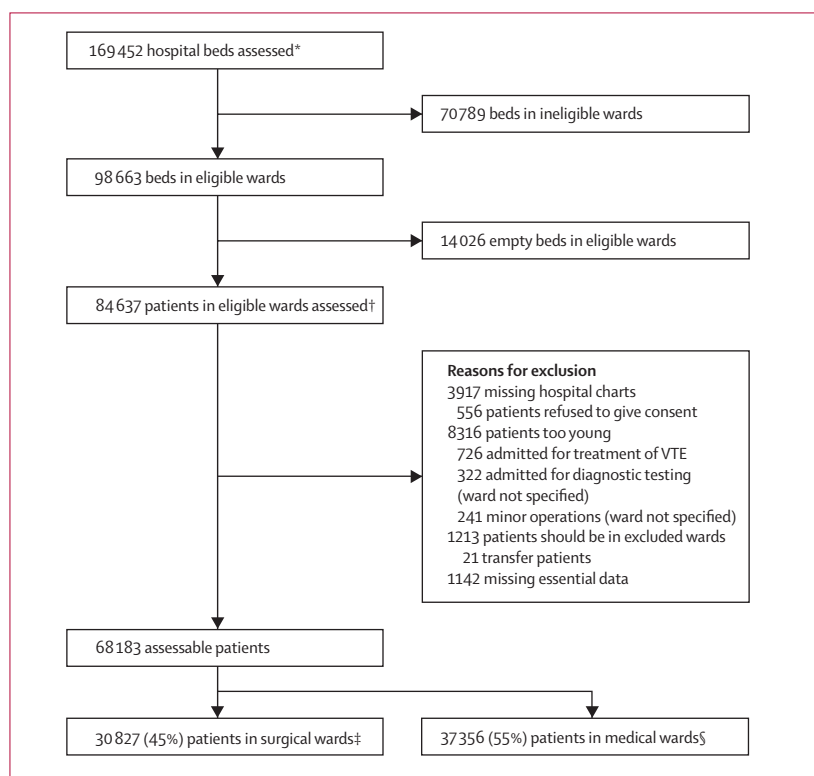 169 452 hospital beds assessed*
70 789 beds in ineligible wards
98 663 beds in eligible wards
14 026 empty beds in eligible wards
84 637 patients in eligible wards assessed†
Reasons for exclusion
3917 missing hospital charts
556 patients refused to give consent
8316 patients too young
726 admitted for treatment of VTE
322 admitted for diagnostic testing
(ward not specified)
241 minor operations (ward not specified)
1213 patients should be in excluded wards
21 transfer patients
1142 missing essential data
68 183 assessable patients
30 827 (45%) patients in surgical wards‡
37 356 (55%) patients in medical wards§